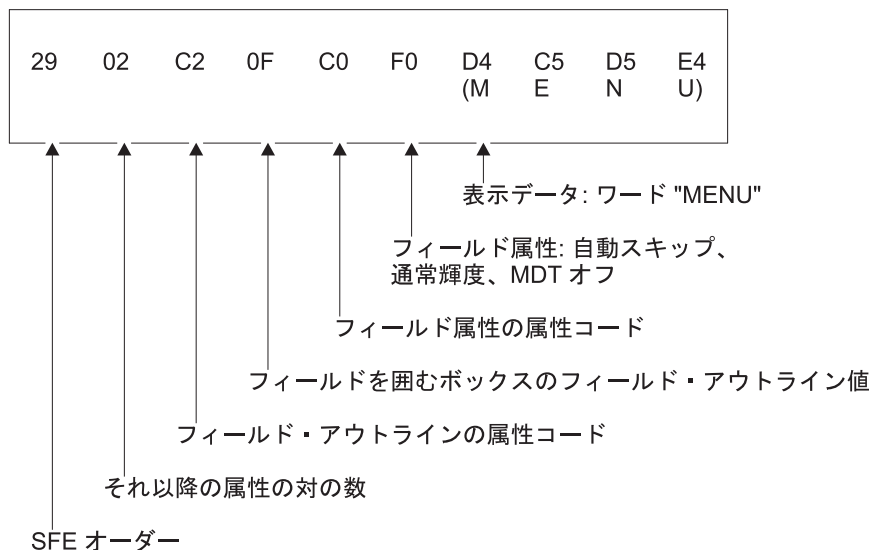 29 02 C2 0F C0 F0 D4 C5 D5 E4
(M E N U)
表示データ: ワード "MENU"
フィールド属性: 自動スキップ、
通常輝度、MDT オフ
フィールド属性の属性コード
フィールドを囲むボックスのフィールド・アウトライン値
フィールド・アウトラインの属性コード
それ以降の属性の対の数
SFE オーダー